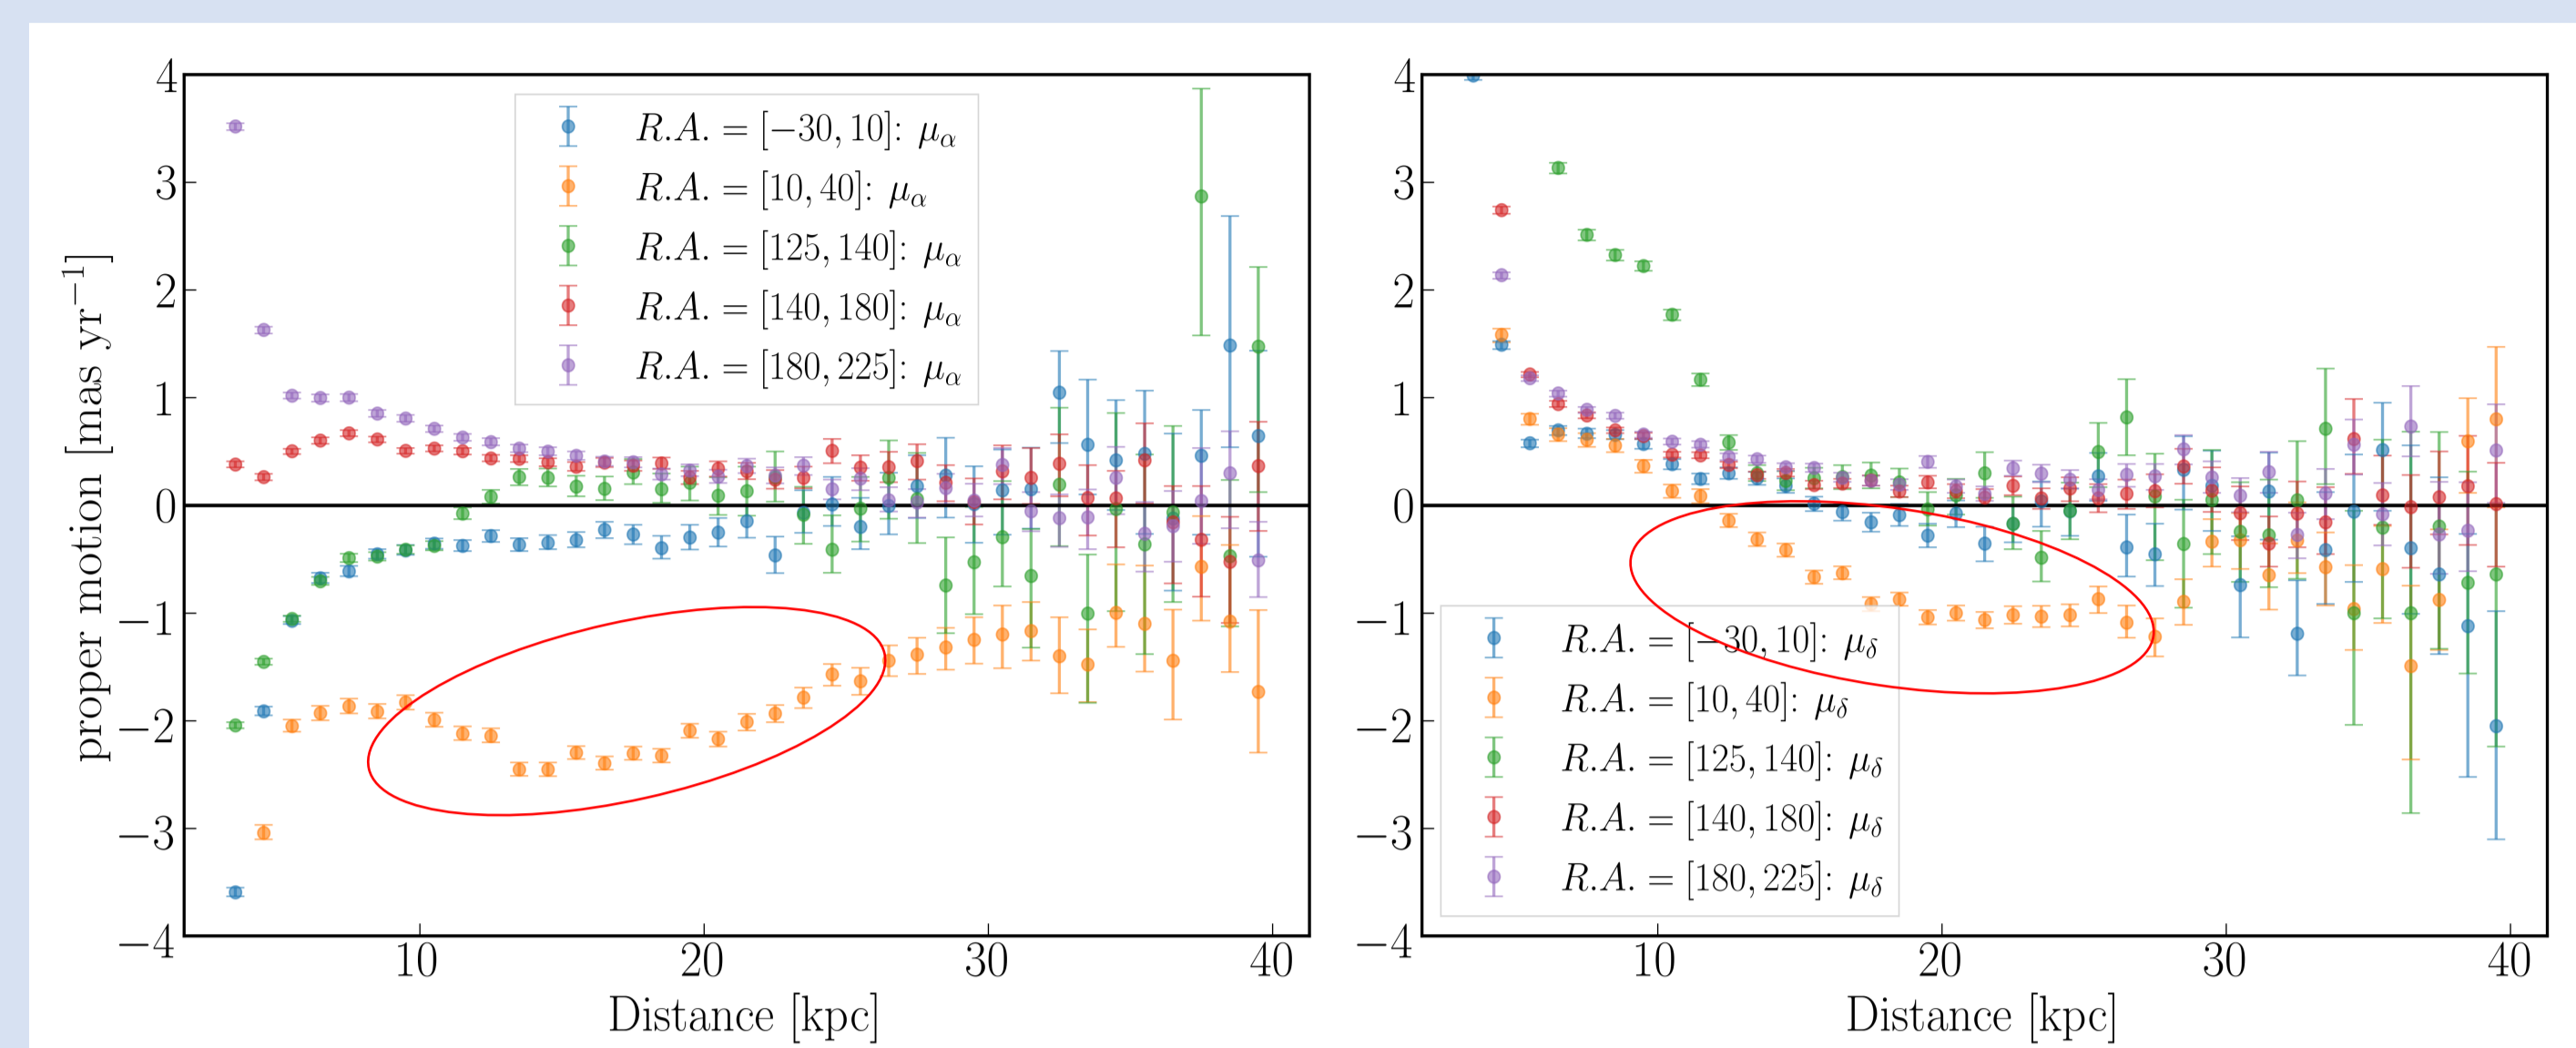 proper motion [mas yr⁻¹]
4
3
2
1
0
−1
−2
−3
−4
10 20 30 40
Distance [kpc]
R.A. = [−30, 10]: μα
R.A. = [10, 40]: μα
R.A. = [125, 140]: μα
R.A. = [140, 180]: μα
R.A. = [180, 225]: μα
4
3
2
1
0
−1
−2
−3
−4
10 20 30 40
Distance [kpc]
R.A. = [−30, 10]: μδ
R.A. = [10, 40]: μδ
R.A. = [125, 140]: μδ
R.A. = [140, 180]: μδ
R.A. = [180, 225]: μδ